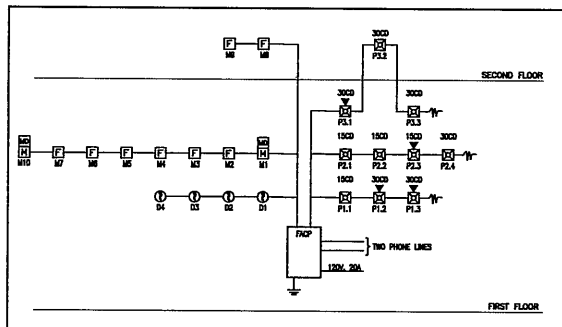 30CD
F F
M9 M8
P3.2
SECOND FLOOR
30CD 30CD
P3.1 P3.3
MO MO 15CD 15CD 15CD 30CD
H F F F F F F H
M10 M7 M6 M5 M4 M3 M2 M1 P2.1 P2.2 P2.3 P2.4
15CD 30CD 30CD
D4 D3 D2 D1 P1.1 P1.2 P1.3
FACP
TWO PHONE LINES
120V, 20A
FIRST FLOOR